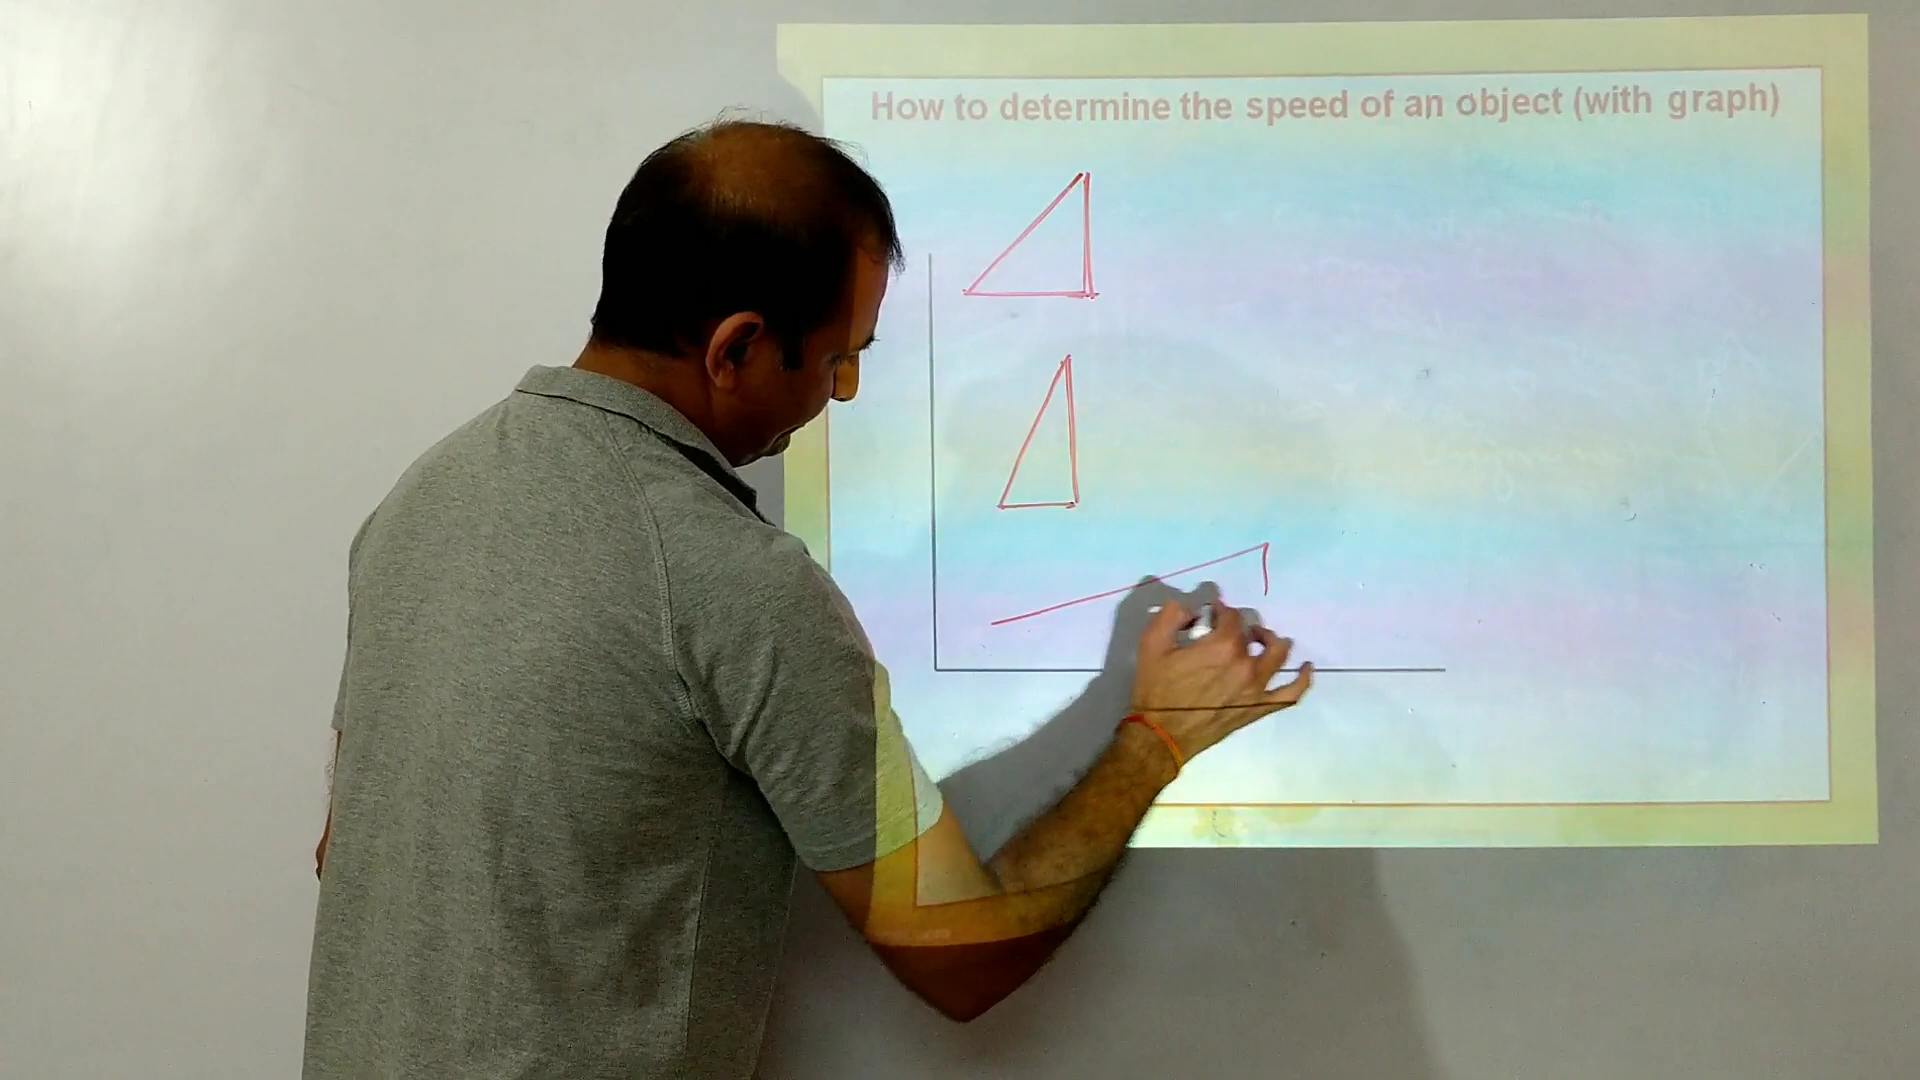 How to determine the speed of an object (with graph)